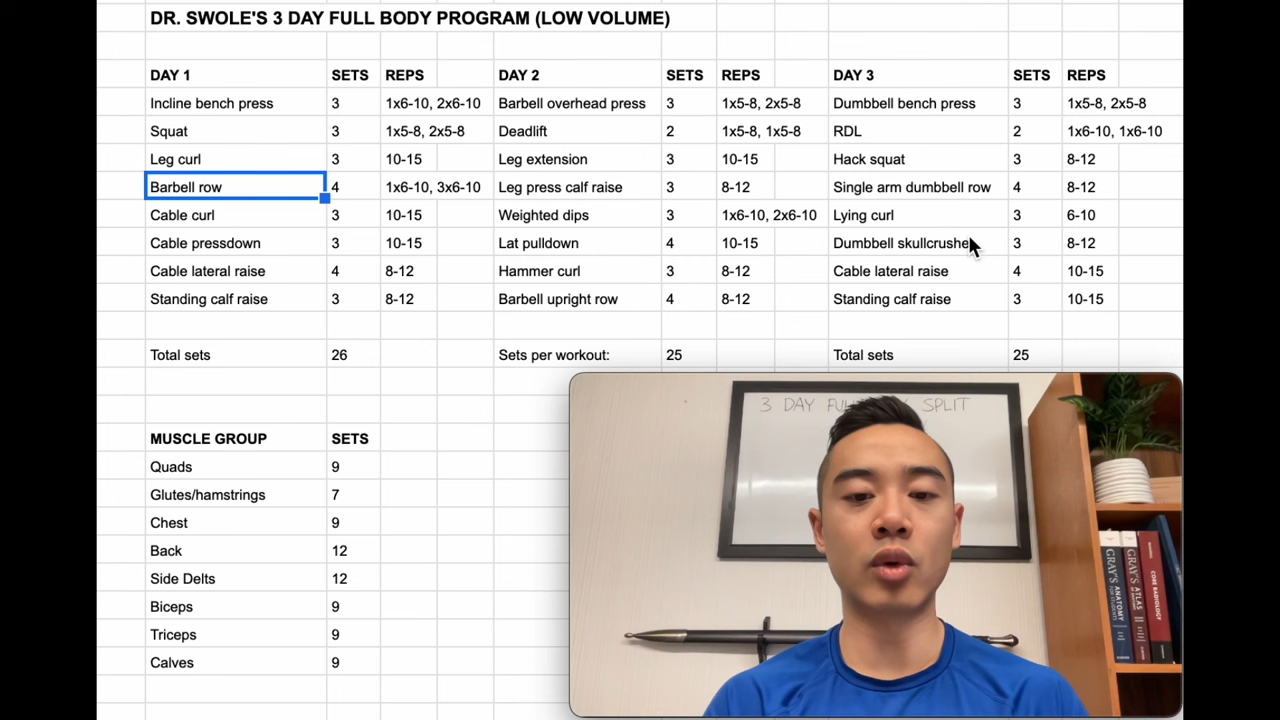 DR. SWOLE'S 3 DAY FULL BODY PROGRAM (LOW VOLUME)
DAY 1 SETS REPS DAY 2 SETS REPS DAY 3 SETS REPS
Incline bench press 3 1x6-10, 2x6-10 Barbell overhead press 3 1x5-8, 2x5-8 Dumbbell bench press 3 1x5-8, 2x5-8
Squat 3 1x5-8, 2x5-8 Deadlift 2 1x5-8, 1x5-8 RDL 2 1x6-10, 1x6-10
Leg curl 3 10-15 Leg extension 3 10-15 Hack squat 3 8-12
Barbell row 4 1x6-10, 3x6-10 Leg press calf raise 3 8-12 Single arm dumbbell row 4 8-12
Cable curl 3 10-15 Weighted dips 3 1x6-10, 2x6-10 Lying curl 3 6-10
Cable pressdown 3 10-15 Lat pulldown 4 10-15 Dumbbell skullcrushe 3 8-12
Cable lateral raise 4 8-12 Hammer curl 3 8-12 Cable lateral raise 4 10-15
Standing calf raise 3 8-12 Barbell upright row 4 8-12 Standing calf raise 3 10-15
Total sets 26 Sets per workout: 25 Total sets 25
MUSCLE GROUP SETS
Quads 9
Glutes/hamstrings 7
Chest 9
Back 12
Side Delts 12
Biceps 9
Triceps 9
Calves 9
3 DAY SPLIT
GRAY'S ANATOMY
GRAY'S ATLAS
CORE RADIOLOGY